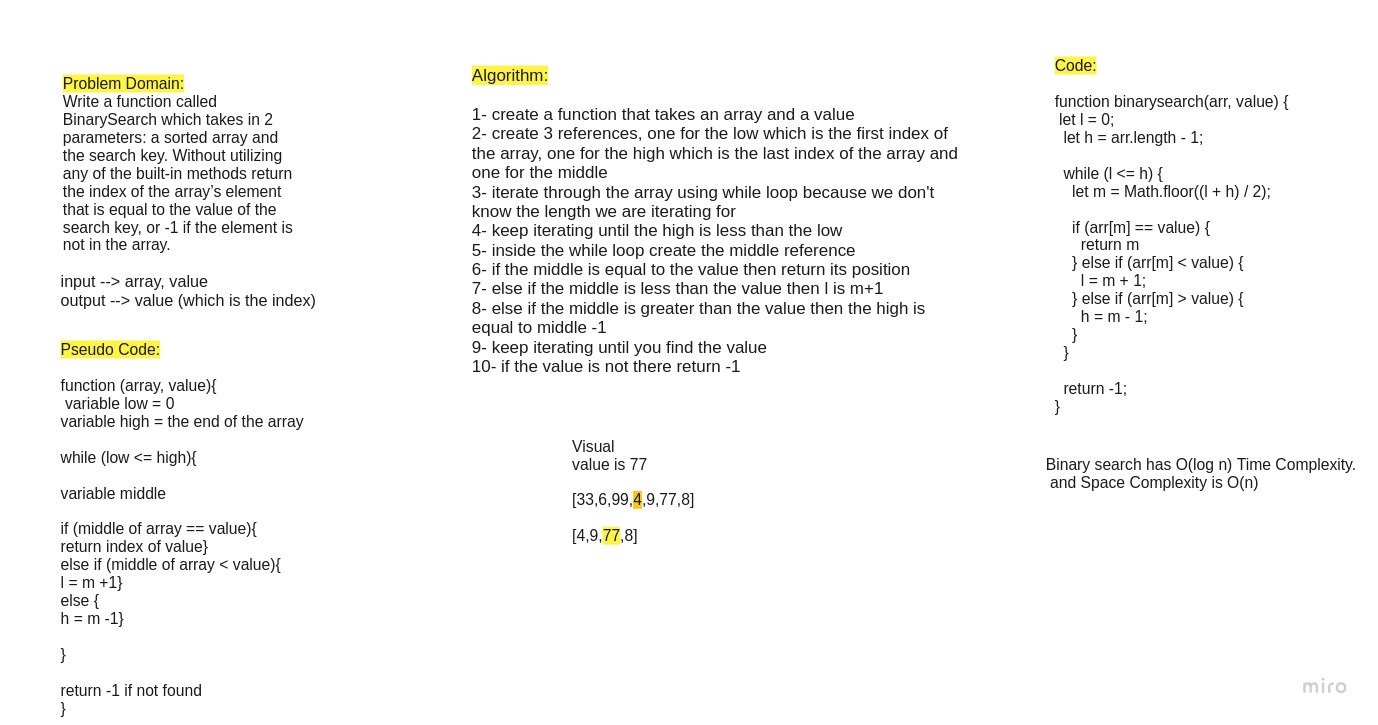 Problem Domain:
Write a function called
BinarySearch which takes in 2
parameters: a sorted array and
the search key. Without utilizing
any of the built-in methods return
the index of the array’s element
that is equal to the value of the
search key, or -1 if the element is
not in the array.
input --> array, value
output --> value (which is the index)
Pseudo Code:
function (array, value){
variable low = 0
variable high = the end of the array
while (low <= high){
variable middle
if (middle of array == value){
return index of value}
else if (middle of array < value){
l = m +1}
else {
h = m -1}
}
return -1 if not found
}
Algorithm:
1- create a function that takes an array and a value
2- create 3 references, one for the low which is the first index of
the array, one for the high which is the last index of the array and
one for the middle
3- iterate through the array using while loop because we don't
know the length we are iterating for
4- keep iterating until the high is less than the low
5- inside the while loop create the middle reference
6- if the middle is equal to the value then return its position
7- else if the middle is less than the value then l is m+1
8- else if the middle is greater than the value then the high is
equal to middle -1
9- keep iterating until you find the value
10- if the value is not there return -1
Visual
value is 77
[33,6,99,4,9,77,8]
[4,9,77,8]
Code:
function binarysearch(arr, value) {
let l = 0;
let h = arr.length - 1;
while (l <= h) {
let m = Math.floor((l + h) / 2);
if (arr[m] == value) {
return m
} else if (arr[m] < value) {
l = m + 1;
} else if (arr[m] > value) {
h = m - 1;
}
}
return -1;
}
Binary search has O(log n) Time Complexity.
and Space Complexity is O(n)
miro